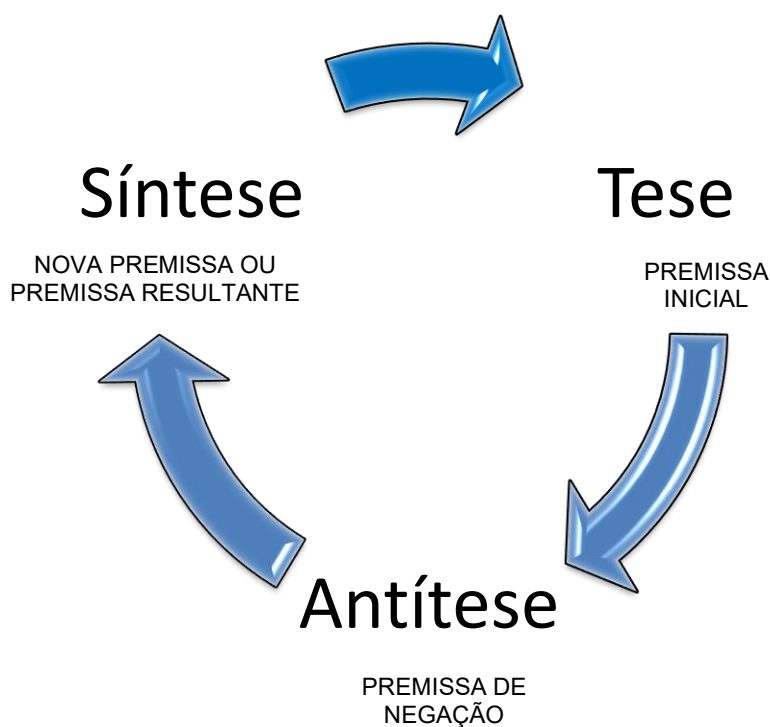 Síntese
NOVA PREMISSA OU
PREMISSA RESULTANTE
Tese
PREMISSA
INICIAL
Antítese
PREMISSA DE
NEGAÇÃO